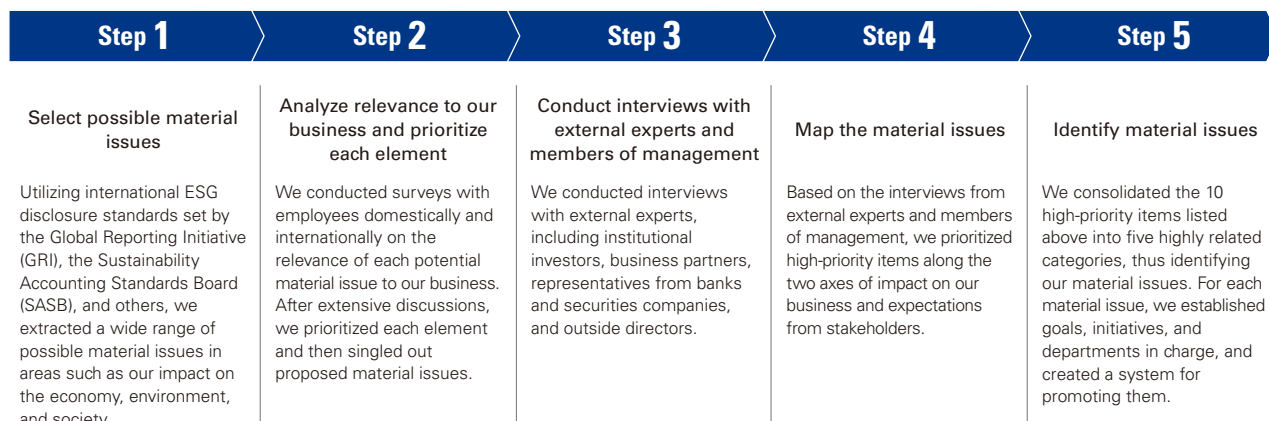 Step 1
Step 2
Step 3
Step 4
Step 5
Select possible material
issues
Utilizing international ESG
disclosure standards set by
the Global Reporting Initiative
(GRI), the Sustainability
Accounting Standards Board
(SASB), and others, we
extracted a wide range of
possible material issues in
areas such as our impact on
the economy, environment,
and society.
Analyze relevance to our
business and prioritize
each element
We conducted surveys with
employees domestically and
internationally on the
relevance of each potential
material issue to our business.
After extensive discussions,
we prioritized each element
and then singled out
proposed material issues.
Conduct interviews with
external experts and
members of management
We conducted interviews
with external experts,
including institutional
investors, business partners,
representatives from banks
and securities companies,
and outside directors.
Map the material issues
Based on the interviews from
external experts and members
of management, we prioritized
high-priority items along the
two axes of impact on our
business and expectations
from stakeholders.
Identify material issues
We consolidated the 10
high-priority items listed
above into five highly related
categories, thus identifying
our material issues. For each
material issue, we established
goals, initiatives, and
departments in charge, and
created a system for
promoting them.